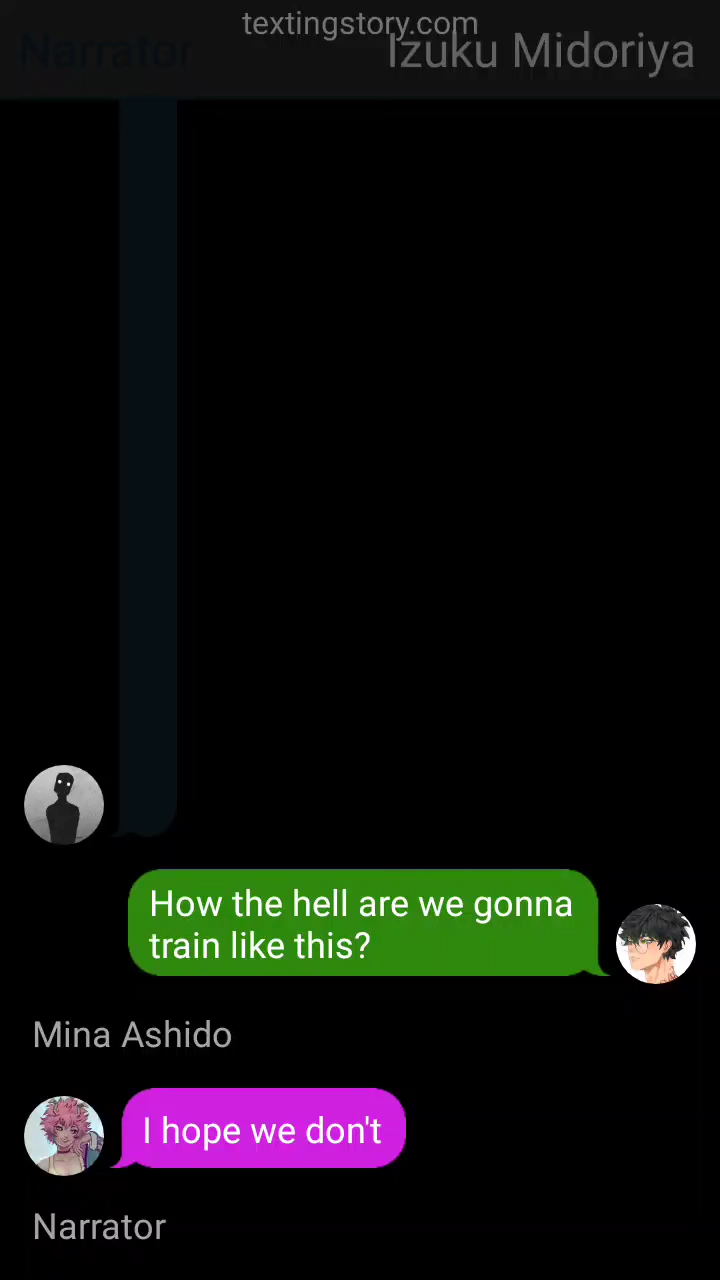 textingstory.com
Narrator
Izuku Midoriya
How the hell are we gonna
train like this?
Mina Ashido
I hope we don't
Narrator